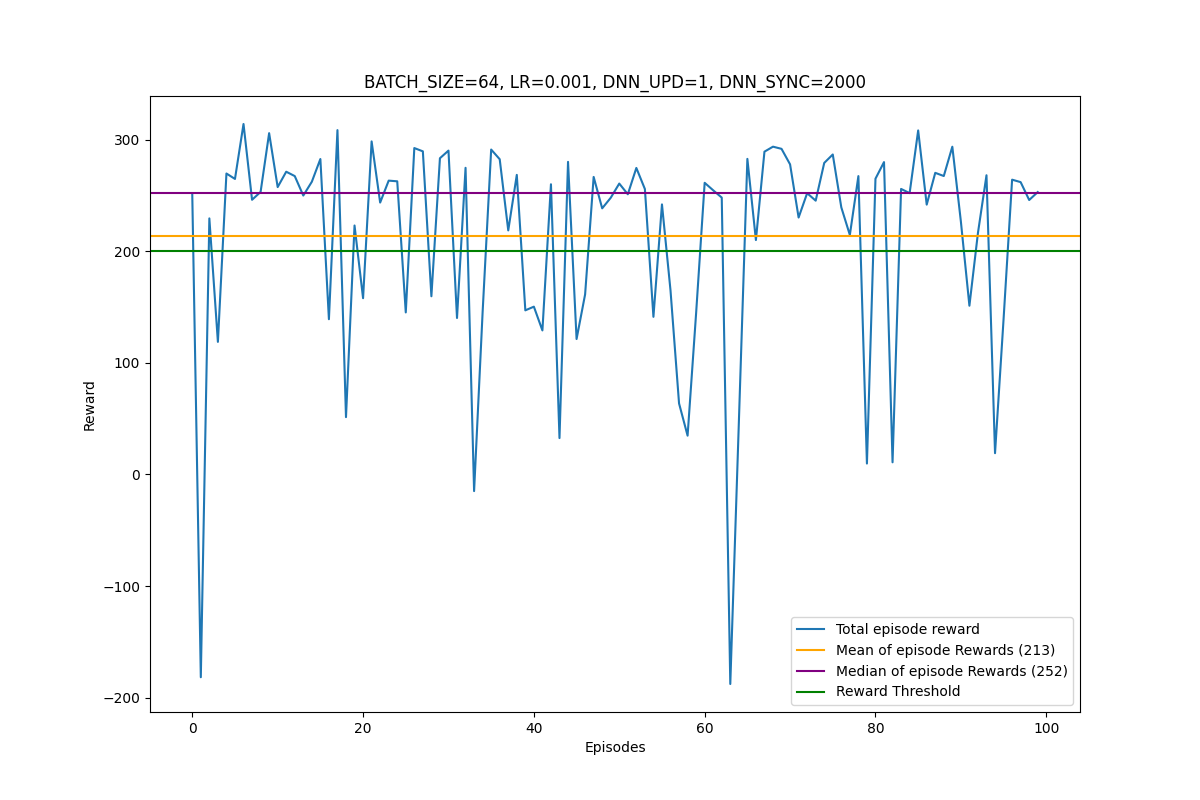 BATCH_SIZE=64, LR=0.001, DNN_UPD=1, DNN_SYNC=2000
300
200
100
0
−100
−200
Reward
0
20
40
60
80
100
Episodes
Total episode reward
Mean of episode Rewards (213)
Median of episode Rewards (252)
Reward Threshold